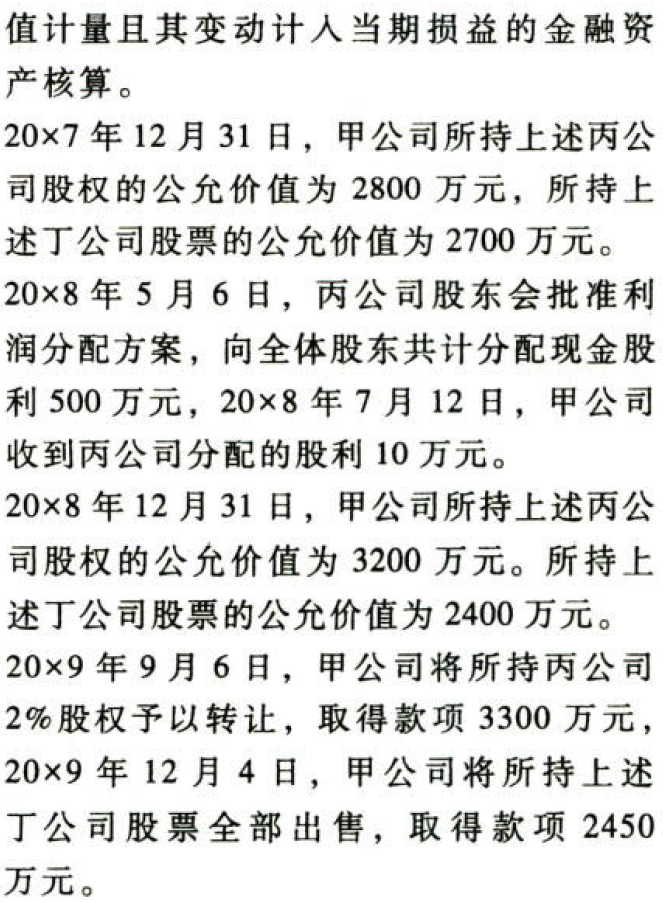 值计量且其变动计入当期损益的金融资
产核算。
20×7 年 12 月 31 日，甲公司所持上述丙公
司股权的公允价值为 2800 万元，所持上
述丁公司股票的公允价值为 2700 万元。
20×8 年 5 月 6 日，丙公司股东会批准利
润分配方案，向全体股东共计分配现金股
利 500 万元，20×8 年 7 月 12 日，甲公司
收到丙公司分配的股利 10 万元。
20×8 年 12 月 31 日，甲公司所持上述丙公
司股权的公允价值为 3200 万元。所持上
述丁公司股票的公允价值为 2400 万元。
20×9 年 9 月 6 日，甲公司将所持丙公司
2%股权予以转让，取得款项 3300 万元，
20×9 年 12 月 4 日，甲公司将所持上述
丁公司股票全部出售，取得款项 2450
万元。